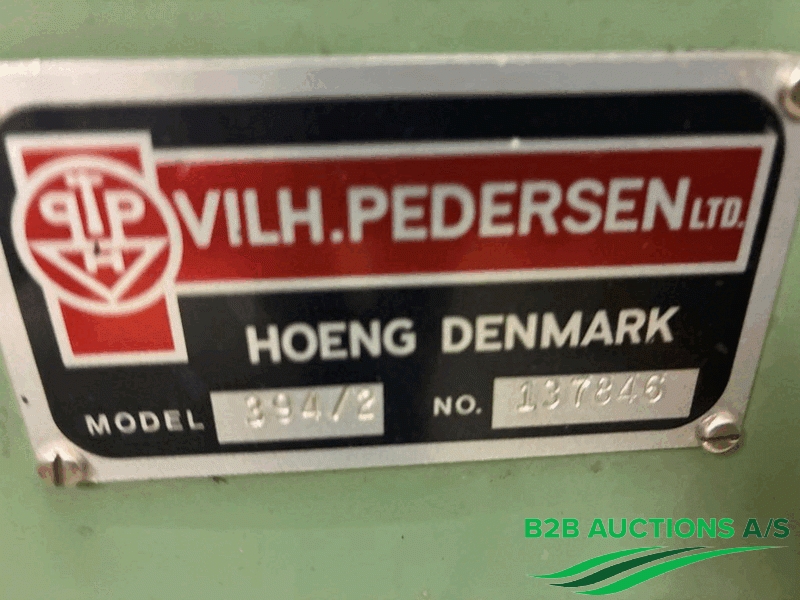 VILH.PEDERSEN LTD.
HOENG DENMARK
MODEL 394/2 NO. 137846
B2B AUCTIONS A/S